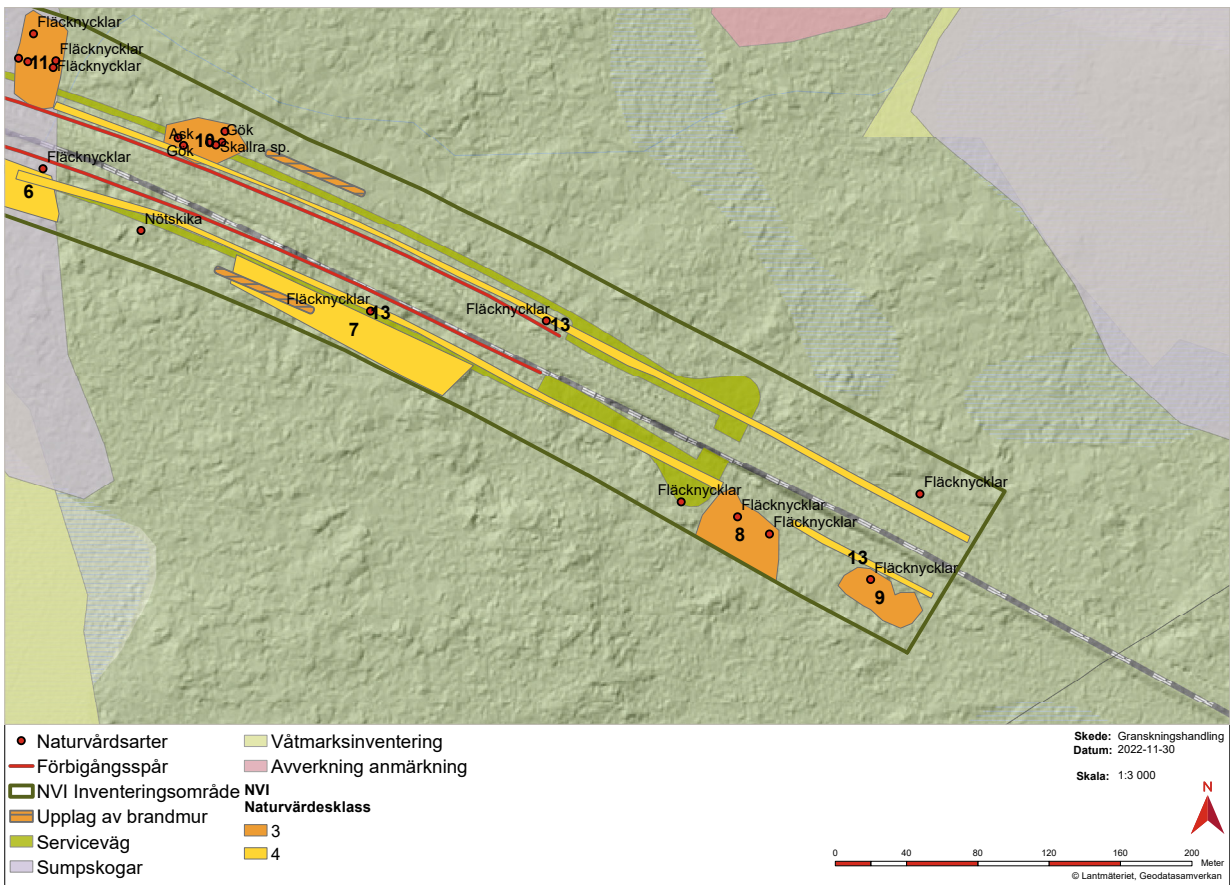 Fläcknycklar
Fläcknycklar
11
Fläcknycklar
Ask
10
Gök
Gök
Skallra sp.
Fläcknycklar
6
Nötskika
Fläcknycklar
13
7
Fläcknycklar
13
Fläcknycklar
Fläcknycklar
Fläcknycklar
8
Fläcknycklar
13
Fläcknycklar
9
Naturvårdsarter
Förbigångsspår
NVI Inventeringsområde
Upplag av brandmur
Serviceväg
Sumpskogar
Våtmarksinventering
Avverkning anmärkning
NVI
Naturvärdesklass
3
4
Skede: Granskningshandling
Datum: 2022-11-30
Skala: 1:3 000
N
0 40 80 120 160 200
Meter
© Lantmäteriet, Geodatasamverkan